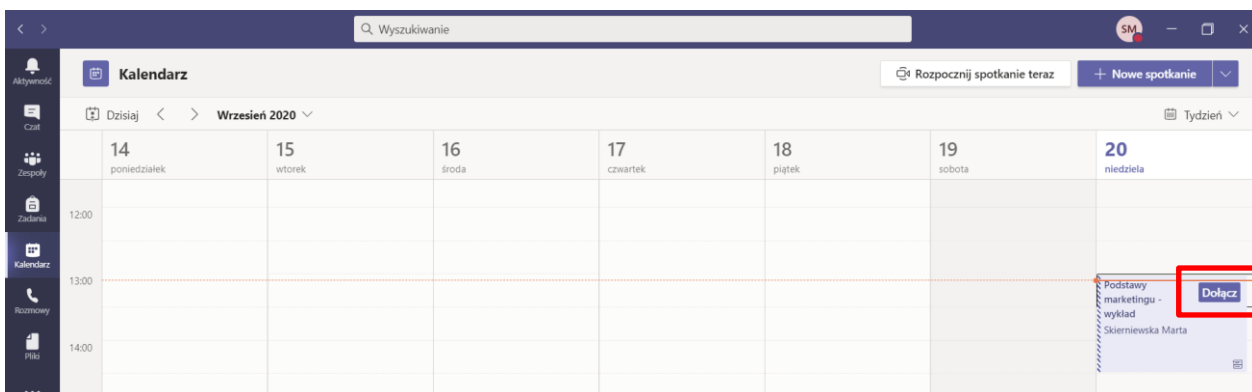 Wyszukiwanie
SM
Aktywność
Kalendarz
Rozpocznij spotkanie teraz
+ Nowe spotkanie
Czat
Dzisiaj
Wrzesień 2020
Tydzień
Zespoły
14
poniedziałek
15
wtorek
16
środa
17
czwartek
18
piątek
19
sobota
20
niedziela
Zadania
12:00
Kalendarz
13:00
Podstawy
marketingu -
wykład
Skierniewska Marta
Dołącz
Rozmowy
Pliki
14:00